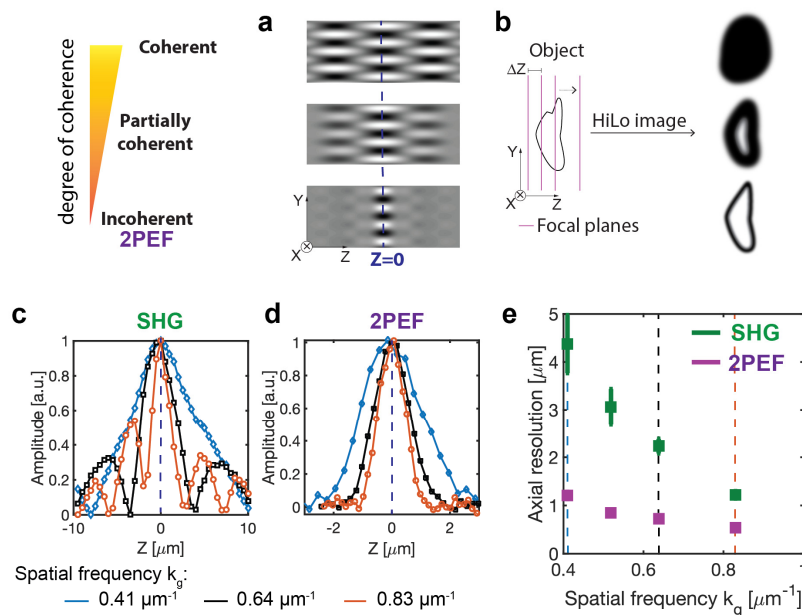 degree of coherence
Coherent
Partially
coherent
Incoherent
2PEF
a
Y
X
Z
Z=0
b
Object
ΔZ
HiLo image
Y
X
Z
Focal planes
c
SHG
Amplitude [a.u.]
1
0.8
0.6
0.4
0.2
0
-10
0
10
Z [μm]
d
2PEF
Amplitude [a.u.]
1
0.8
0.6
0.4
0.2
0
-2
0
2
Z [μm]
e
SHG
2PEF
Axial resolution [μm]
5
4
3
2
1
0
0.4
0.6
0.8
Spatial frequency kg [μm-1]
Spatial frequency kg:
0.41 μm-1
0.64 μm-1
0.83 μm-1